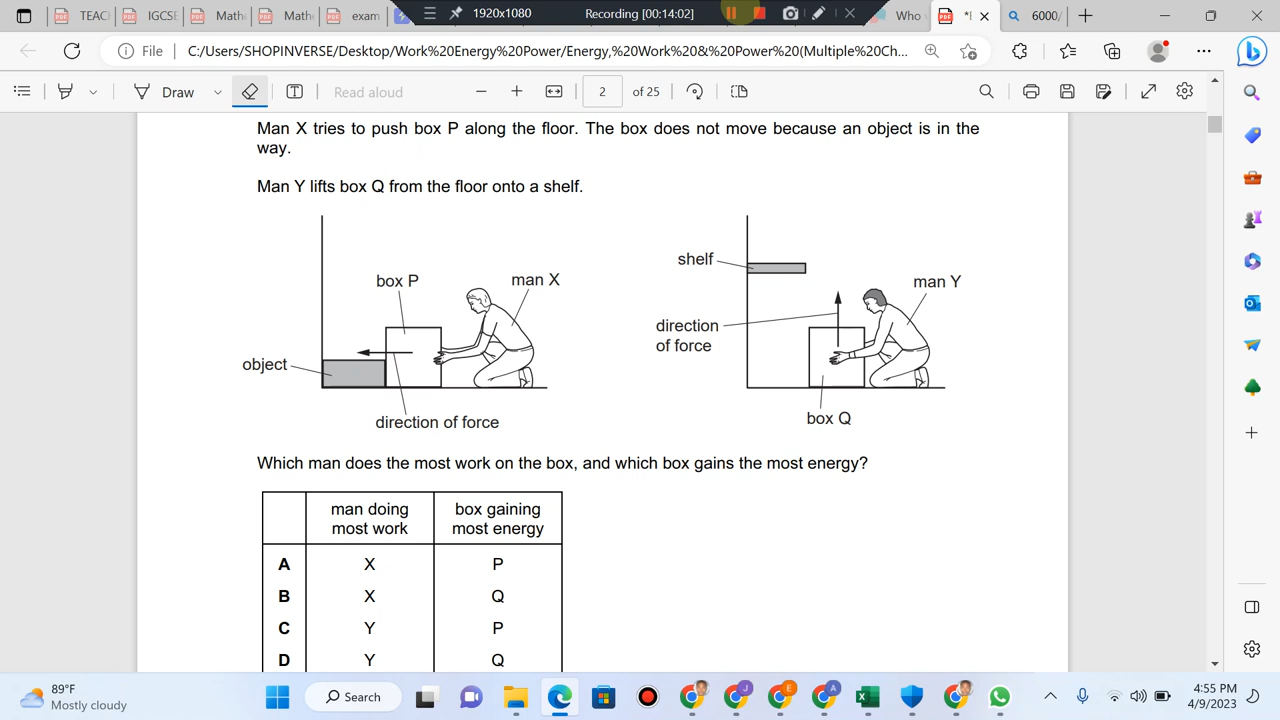 TEAC
IGCSE
Mat
Mathe
exam
1920x1080
Recording [00:14:02]
Who
6000/
File
C:/Users/SHOPINVERSE/Desktop/Work%20Energy%20Power/Energy,%20Work%20&%20Power%20(Multiple%20Ch...
Draw
Read aloud
2
of 25
Man X tries to push box P along the floor. The box does not move because an object is in the
way.
Man Y lifts box Q from the floor onto a shelf.
box P
man X
object
direction of force
shelf
man Y
direction
of force
box Q
Which man does the most work on the box, and which box gains the most energy?
man doing
most work
box gaining
most energy
A X P
B X Q
C Y P
D Y Q
89°F
Mostly cloudy
Search
J
E
A
4:55 PM
4/9/2023